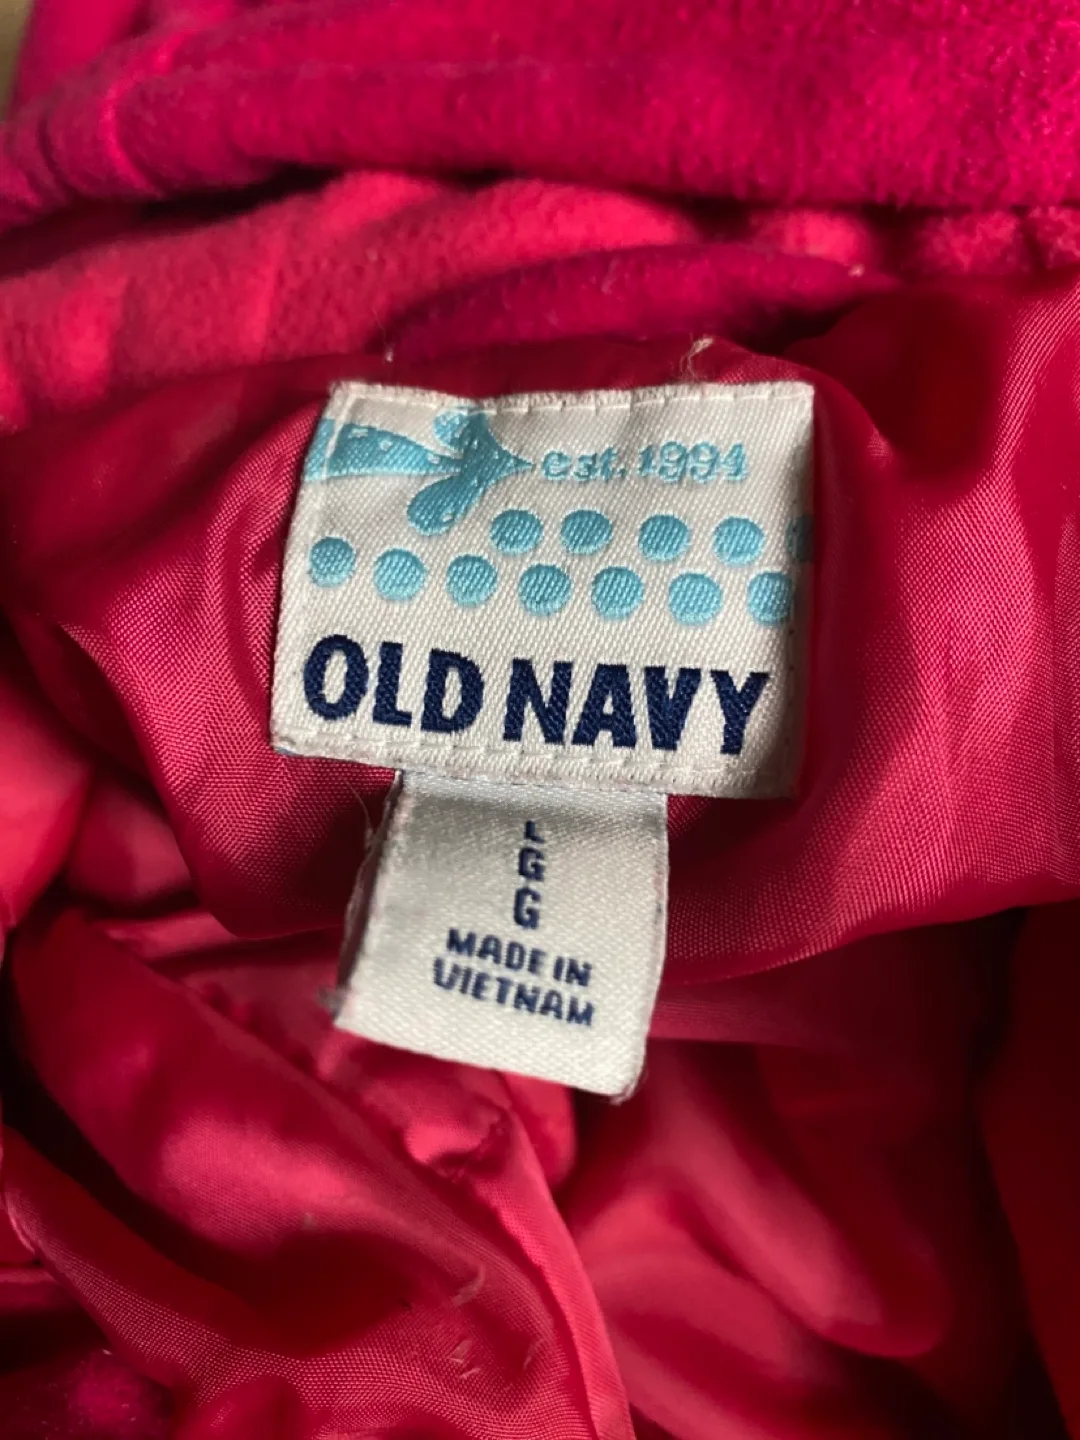 est. 1994
OLD NAVY
L
G
G
MADE IN
VIETNAM